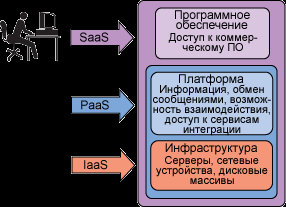 SaaS
Программное
обеспечение
Доступ к коммер-
ческому ПО
PaaS
Платформа
Информация, обмен
сообщениями, возмож-
ность взаимодействия,
доступ к сервисам
интеграции
IaaS
Инфраструктура
Серверы, сетевые
устройства, дисковые
массивы